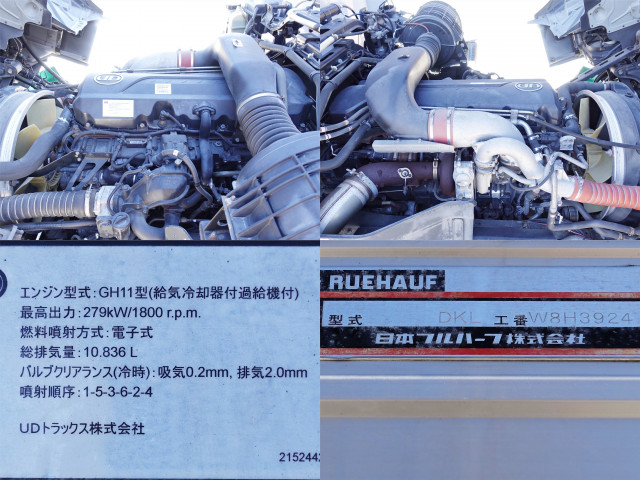 UD
UD
エンジン型式:GH11型(給気冷却器付過給機付)
最高出力:279kW/1800 r.p.m.
燃料噴射方式:電子式
総排気量:10.836 L
バルブクリアランス(冷時):吸気0.2mm, 排気2.0mm
噴射順序:1-5-3-6-2-4
UDトラックス株式会社
2152442
RUEHAUF
型式 DKL 工番 W8H3924
日本フルハーフ株式会社